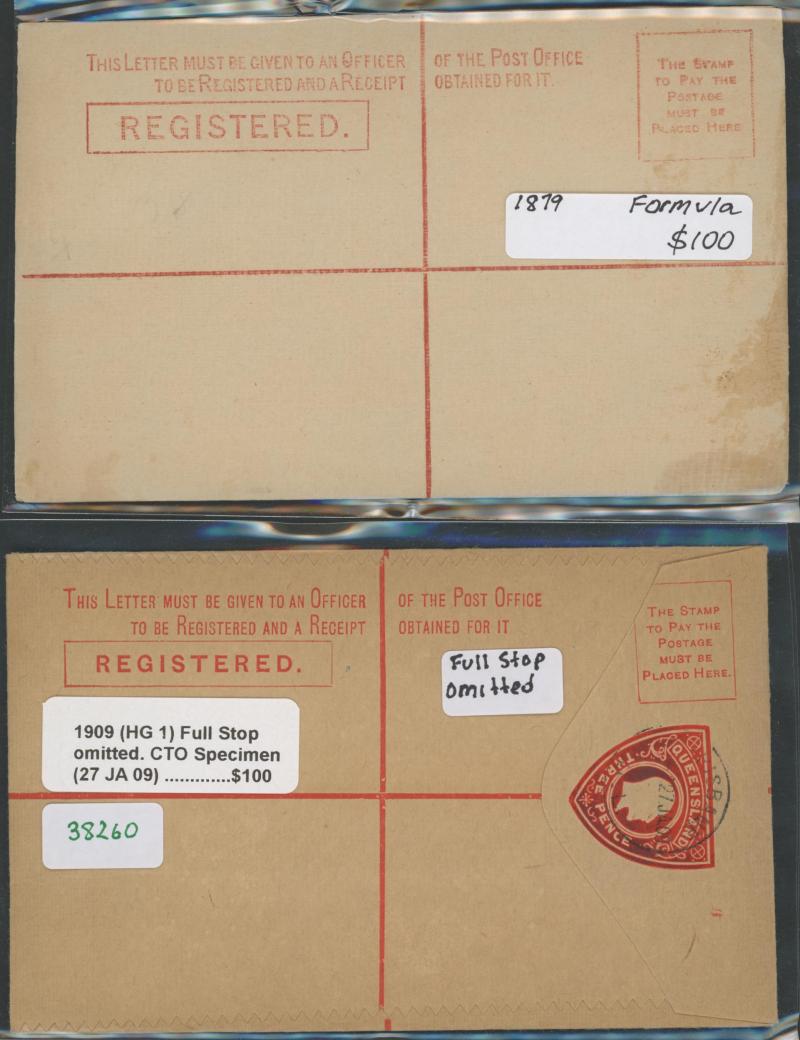 THIS LETTER MUST BE GIVEN TO AN OFFICER OF THE POST OFFICE
TO BE REGISTERED AND A RECEIPT OBTAINED FOR IT.
REGISTERED.
THE STAMP
TO PAY THE
POSTAGE
MUST BE
PLACED HERE
1879 Formula
$100
THIS LETTER MUST BE GIVEN TO AN OFFICER OF THE POST OFFICE
TO BE REGISTERED AND A RECEIPT OBTAINED FOR IT
REGISTERED.
THE STAMP
TO PAY THE
POSTAGE
MUST BE
PLACED HERE.
Full Stop
omitted
1909 (HG 1) Full Stop
omitted. CTO Specimen
(27 JA 09) .............$100
38260
QUEENSLAND
THREE PENCE